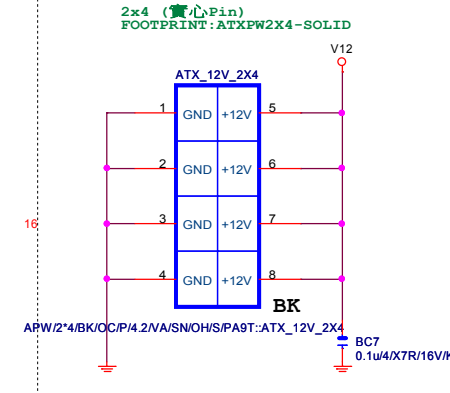 2x4 (實心Pin)
FOOTPRINT:ATXPW2X4-SOLID
V12
ATX_12V_2X4
1 GND +12V 5
2 GND +12V 6
3 GND +12V 7
16
4 GND +12V 8
BK
APW/2*4/BK/OC/P/4.2/VA/SN/OH/S/PA9T::ATX_12V_2X4
BC7
0.1u/4/X7R/16V/K